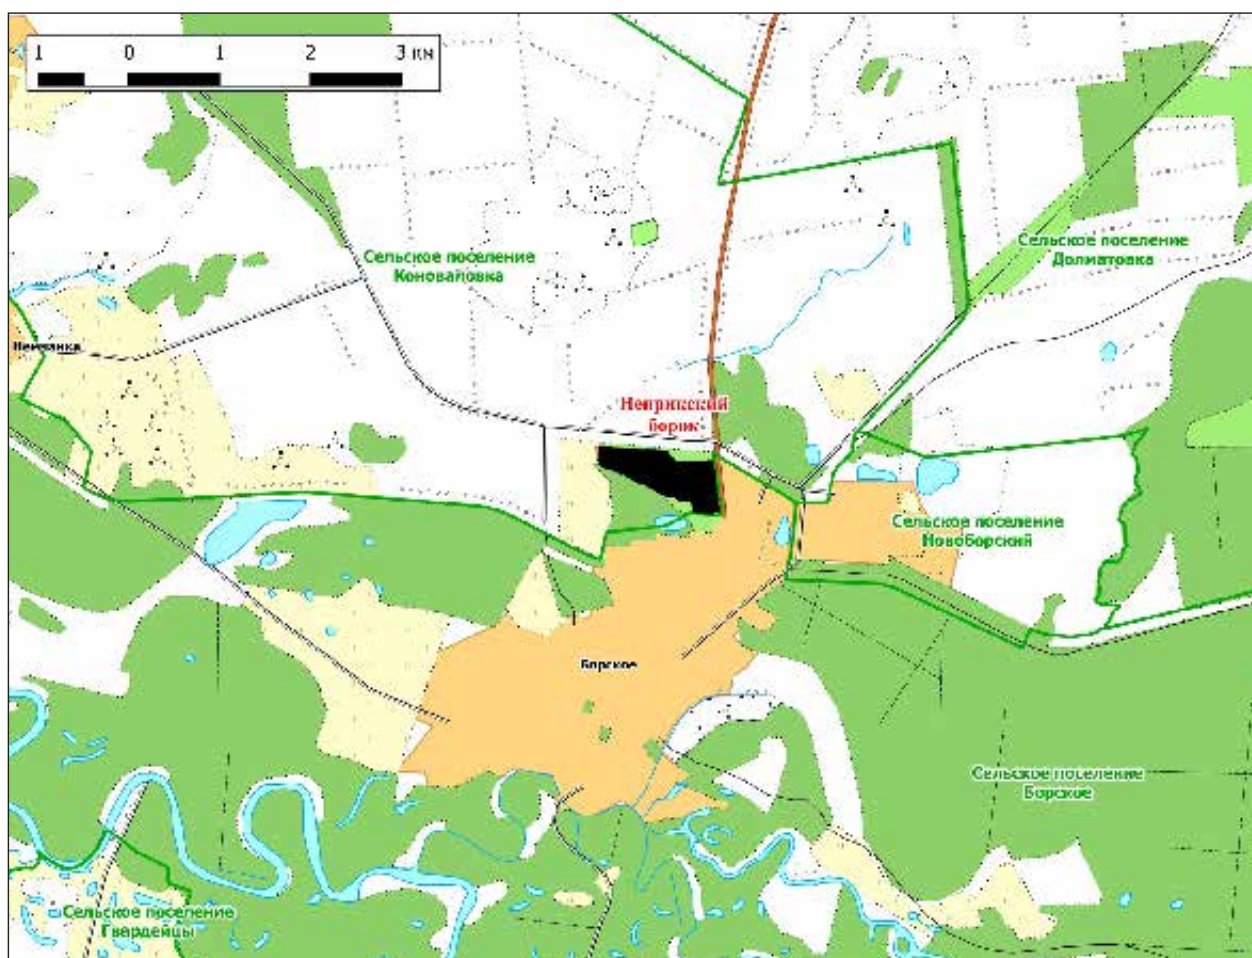 1 0 1 2 3 км
Сельское поселение
Долматовка
Сельское поселение
Коноваловка
Неприкский
борик
Сельское поселение
Новоборский
Борское
Сельское поселение
Борское
Сельское поселение
Гвардейцы